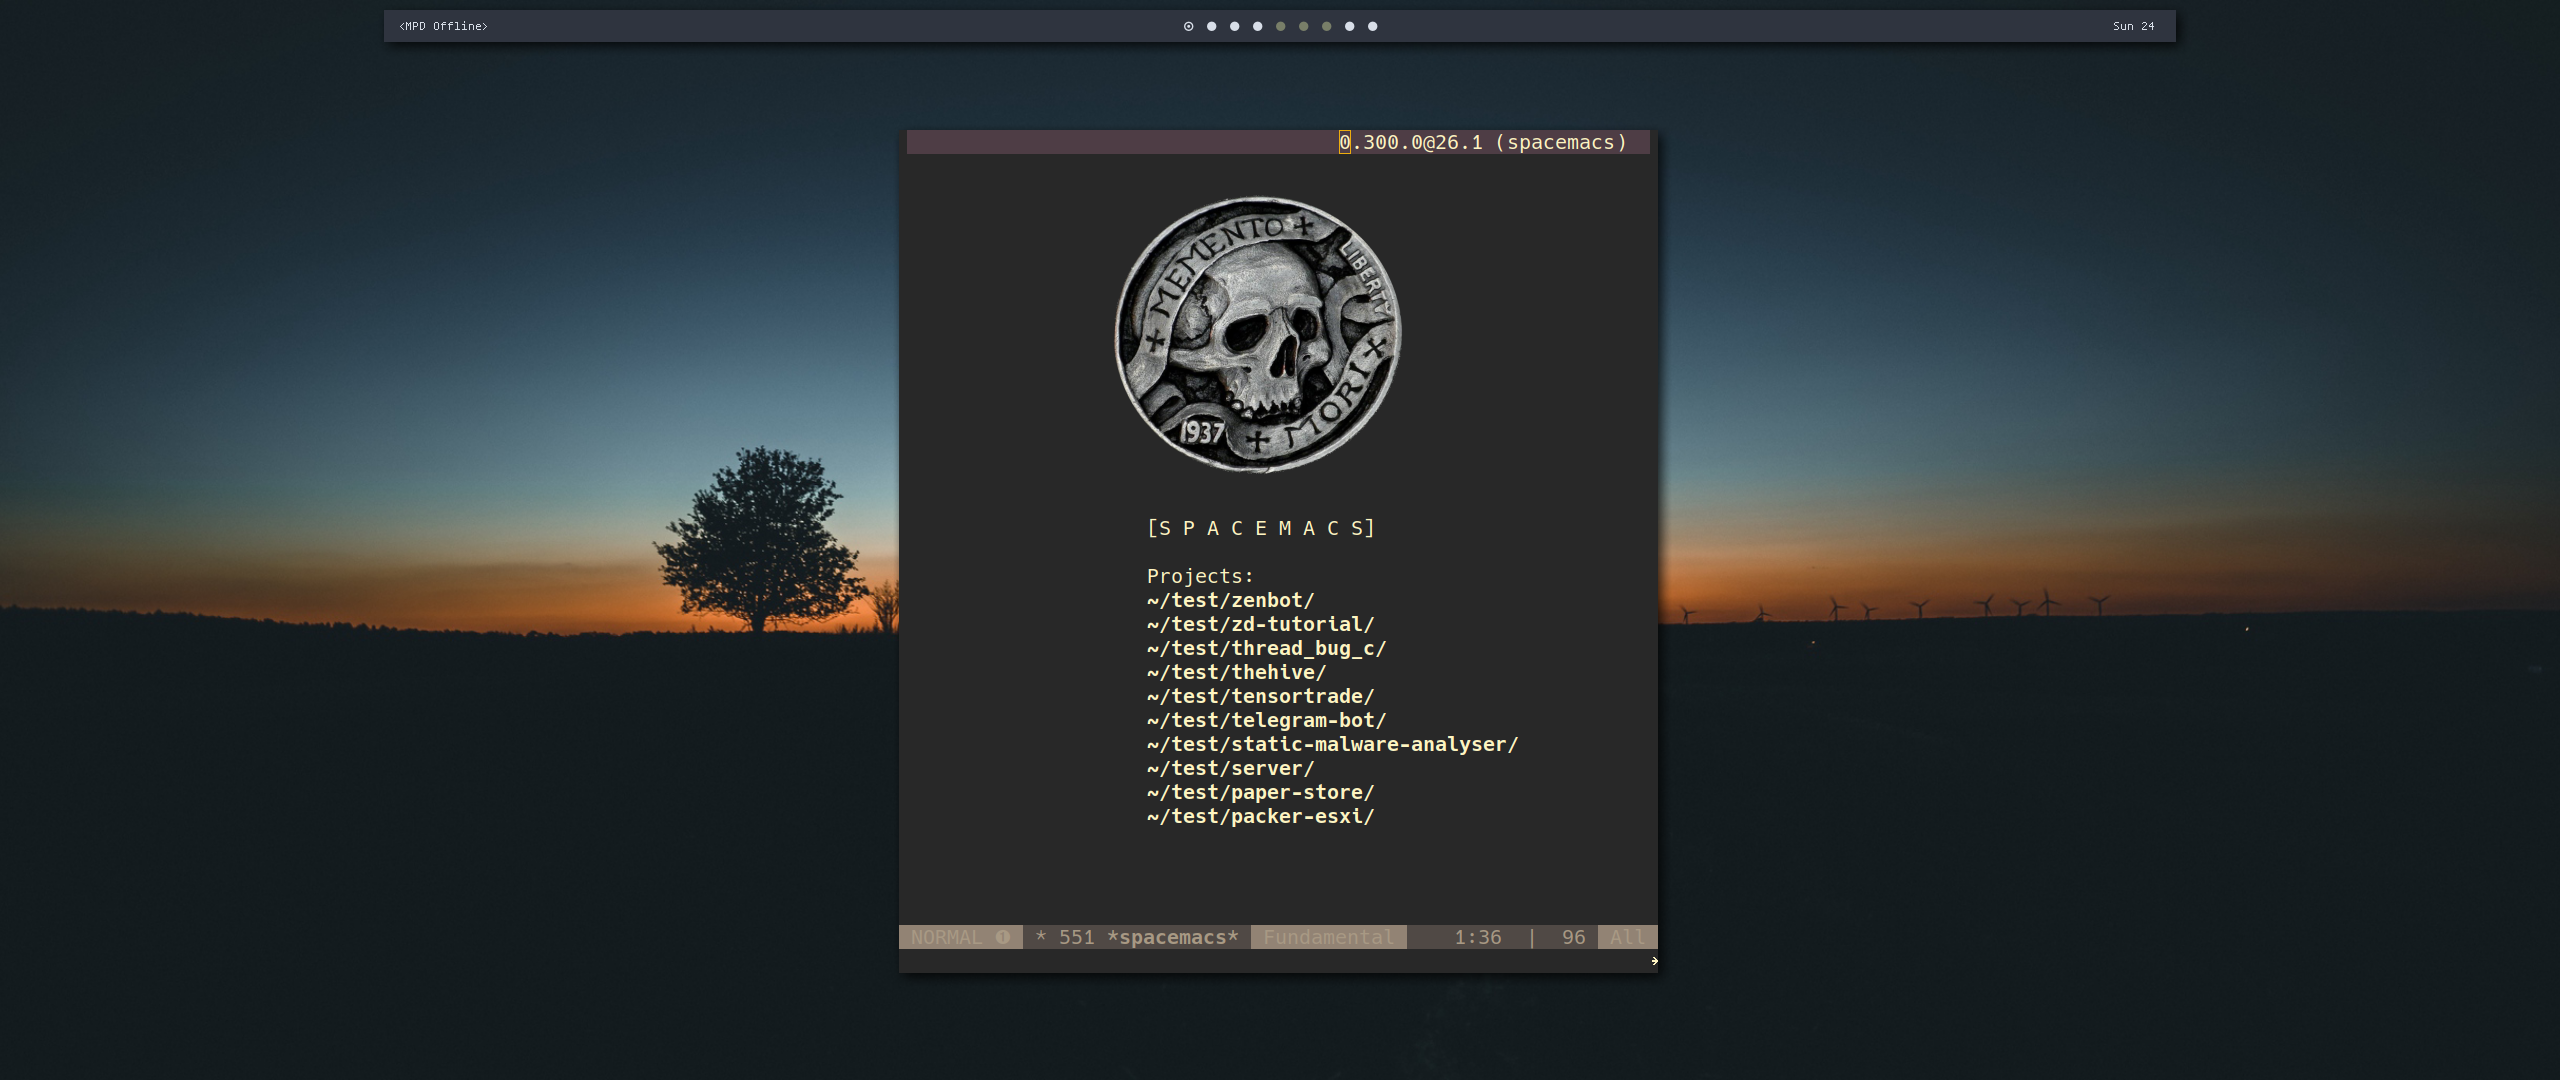 <MPD Offline>
Sun 24
0.300.0@26.1 (spacemacs)
+ MEMENTO +
LIBERTY
+ MORI +
1937
[S P A C E M A C S]
Projects:
~/test/zenbot/
~/test/zd-tutorial/
~/test/thread_bug_c/
~/test/thehive/
~/test/tensortrade/
~/test/telegram-bot/
~/test/static-malware-analyser/
~/test/server/
~/test/paper-store/
~/test/packer-esxi/
NORMAL ❶ * 551 *spacemacs* Fundamental 1:36 | 96 All